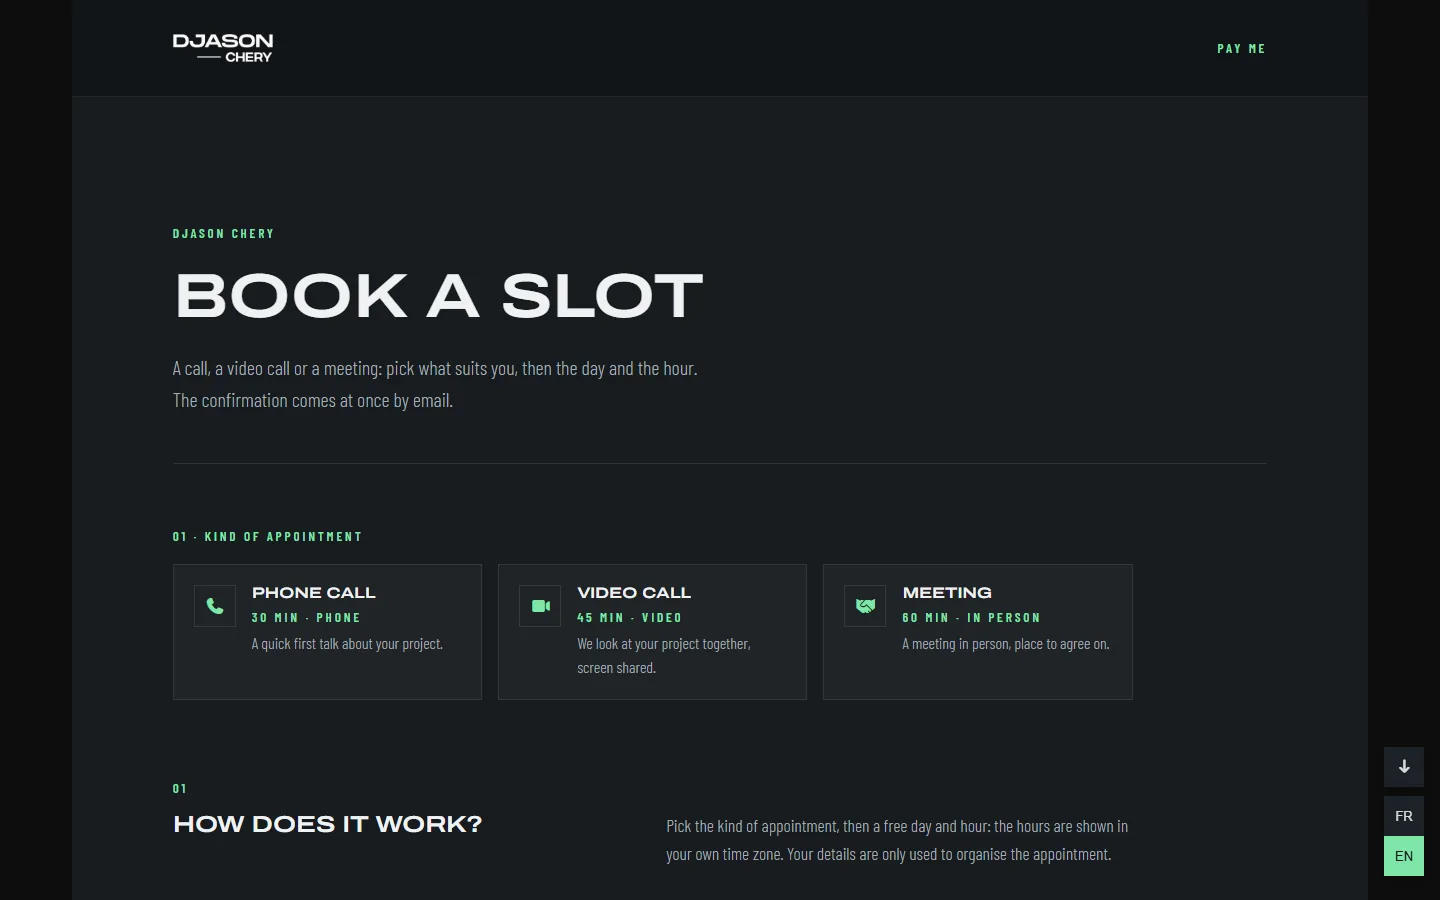 DJASON
CHERY
PAY ME
DJASON CHERY
BOOK A SLOT
A call, a video call or a meeting: pick what suits you, then the day and the hour.
The confirmation comes at once by email.
01 · KIND OF APPOINTMENT
PHONE CALL
30 MIN · PHONE
A quick first talk about your project.
VIDEO CALL
45 MIN · VIDEO
We look at your project together,
screen shared.
MEETING
60 MIN · IN PERSON
A meeting in person, place to agree on.
01
HOW DOES IT WORK?
Pick the kind of appointment, then a free day and hour: the hours are shown in
your own time zone. Your details are only used to organise the appointment.
FR
EN